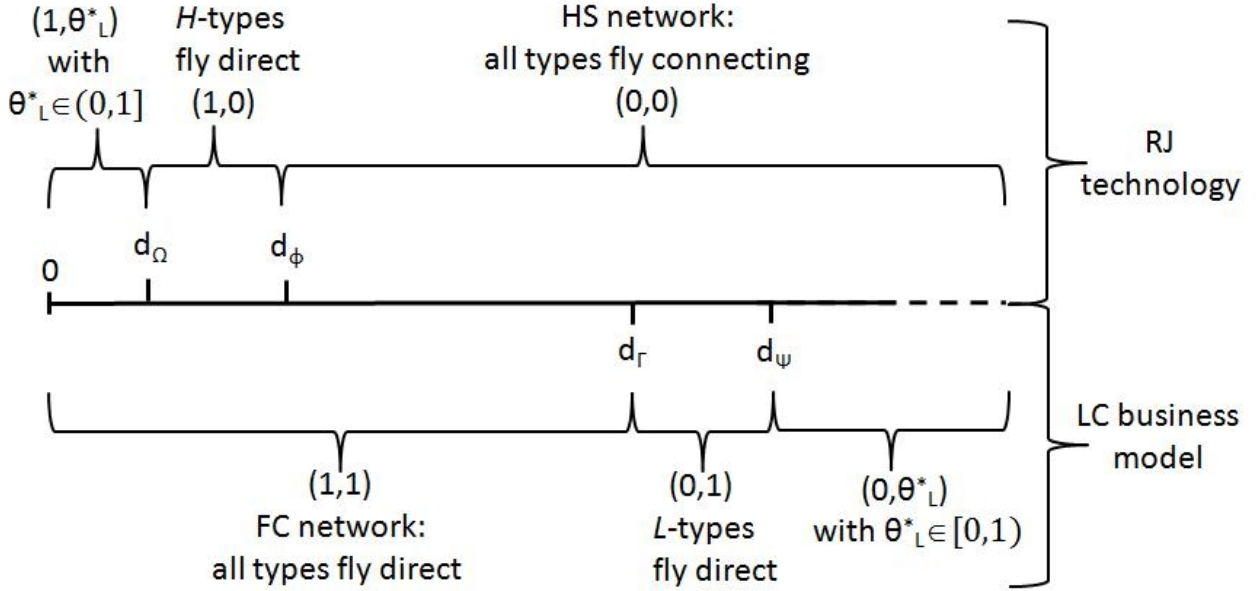 (1,θ*L)
with
θ*L∈(0,1]
H-types
fly direct
(1,0)
HS network:
all types fly connecting
(0,0)
RJ
technology
0
dΩ
dϕ
dΓ
dΨ
(1,1)
FC network:
all types fly direct
(0,1)
L-types
fly direct
(0,θ*L)
with θ*L∈[0,1)
LC business
model